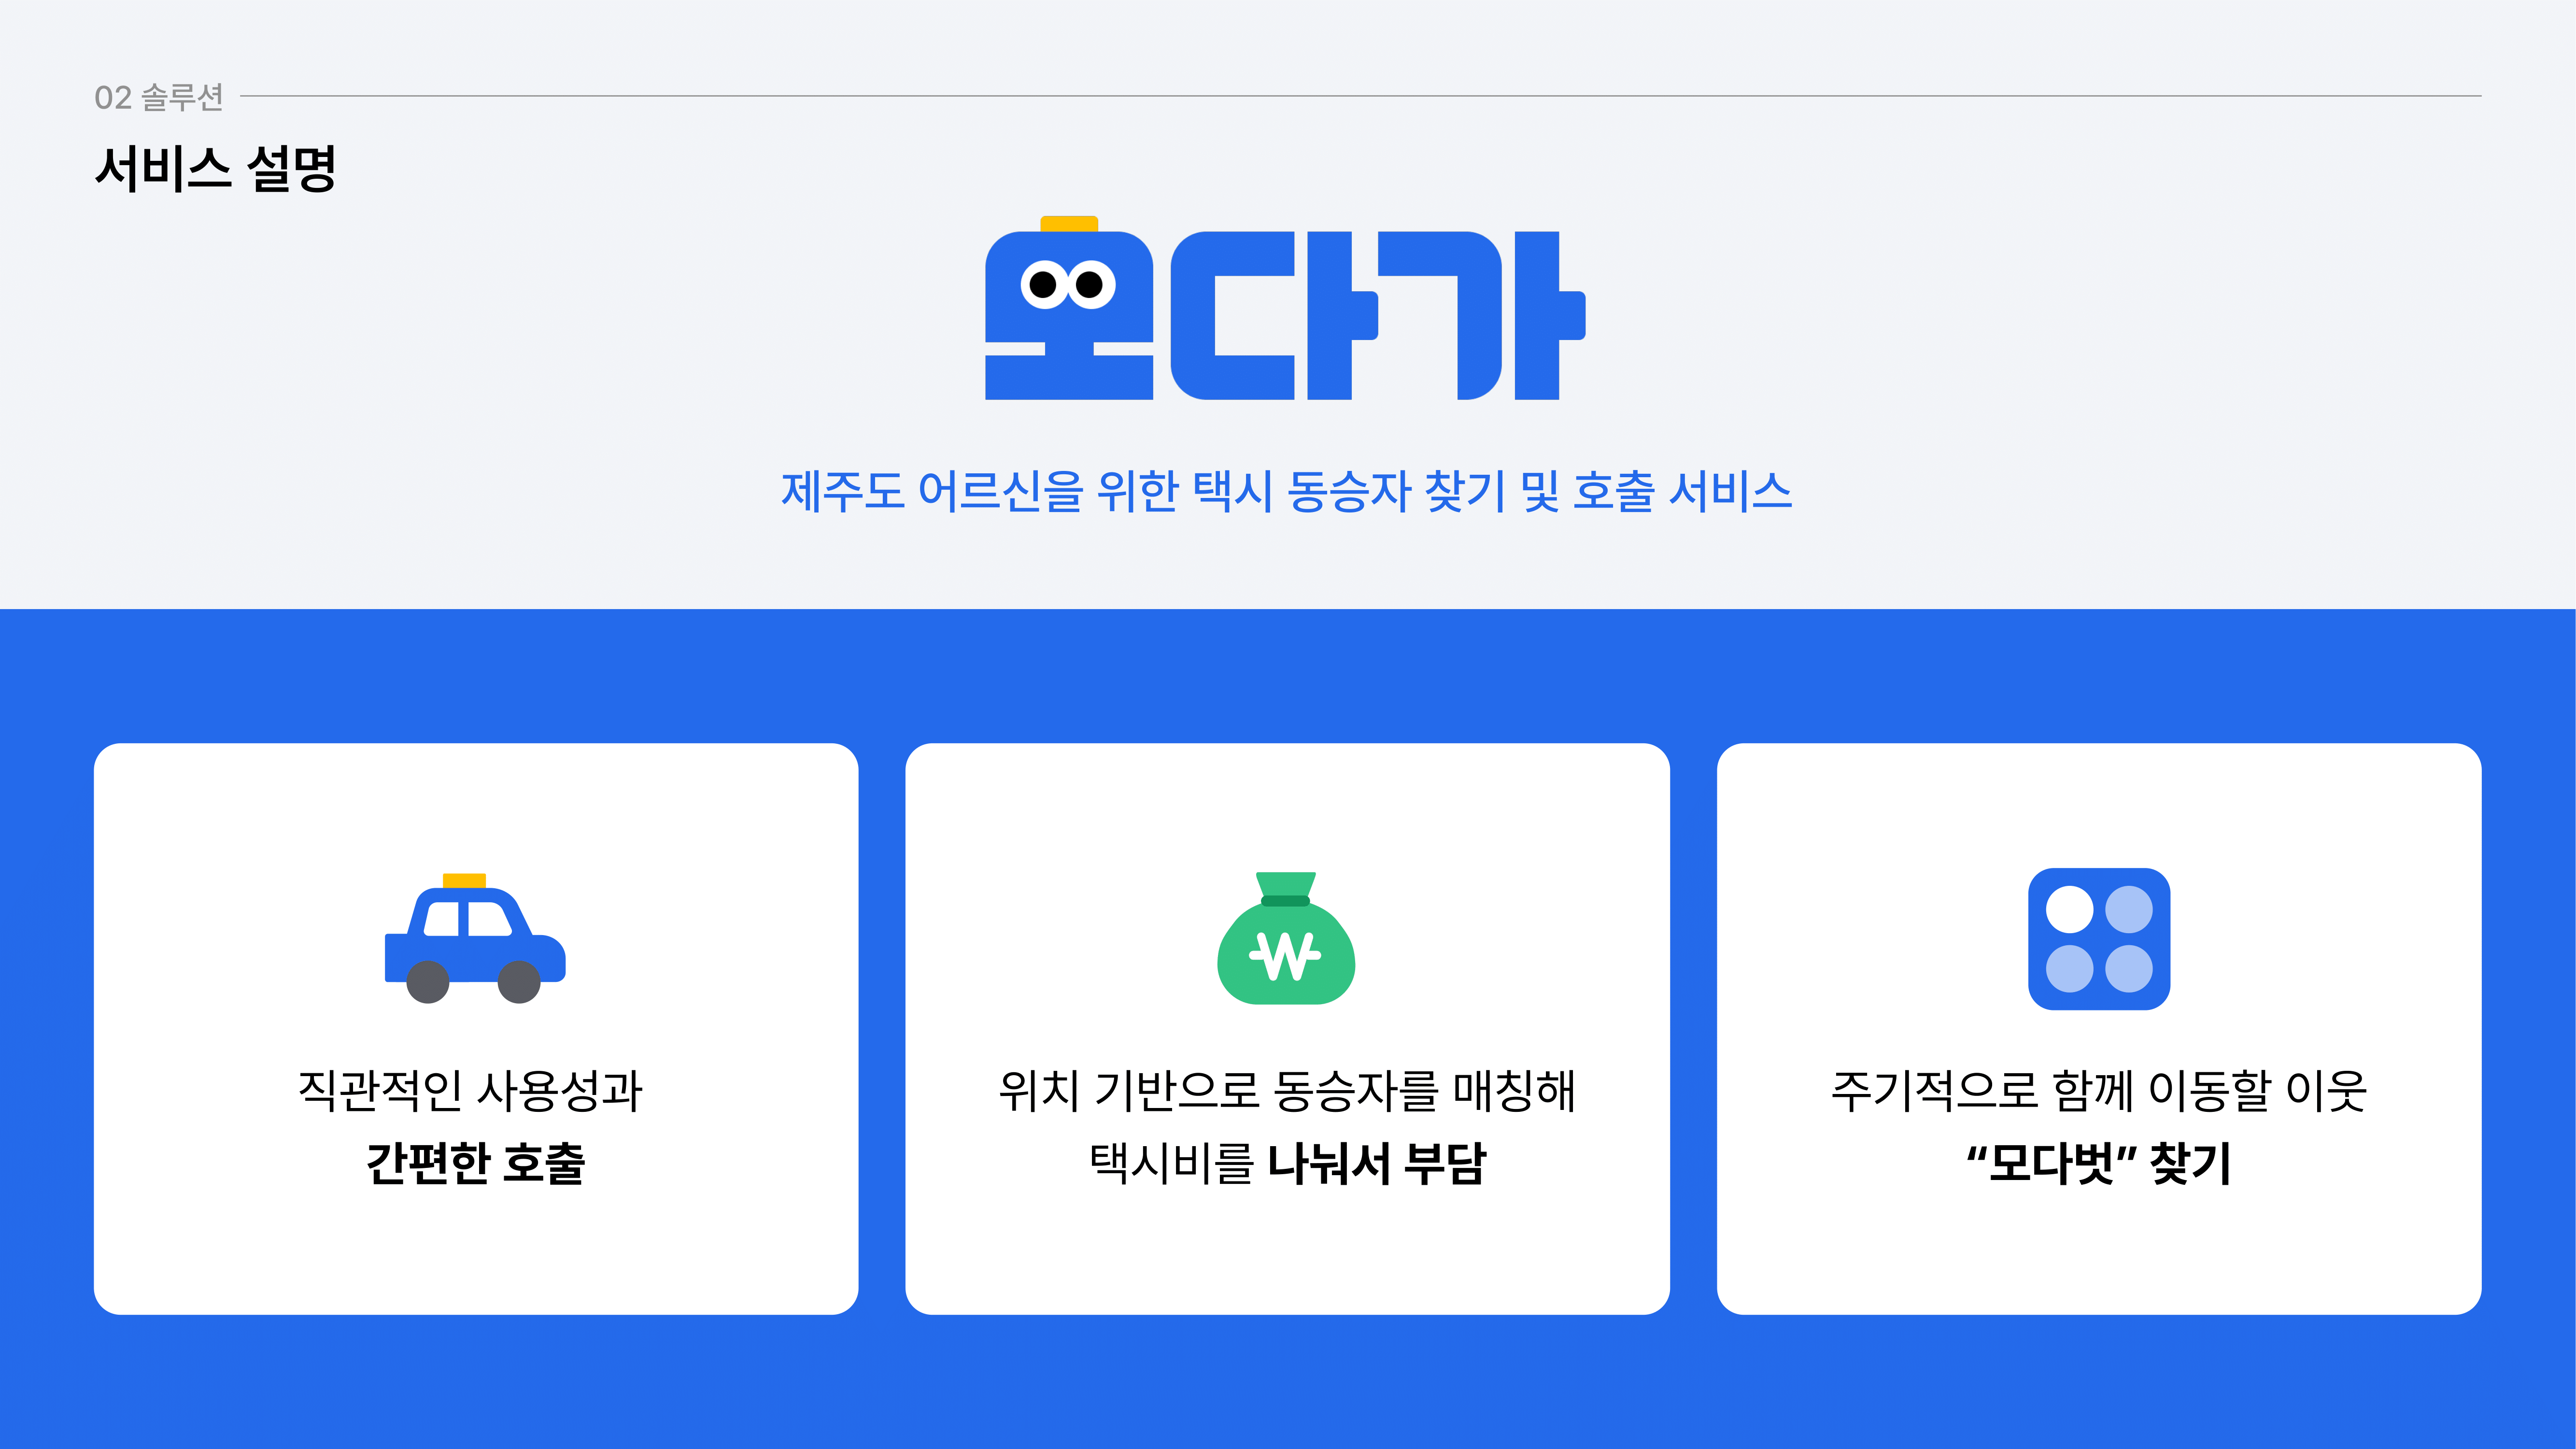 02 솔루션
서비스 설명
모다가
제주도 어르신을 위한 택시 동승자 찾기 및 호출 서비스
직관적인 사용성과
간편한 호출
₩
위치 기반으로 동승자를 매칭해
택시비를 나눠서 부담
주기적으로 함께 이동할 이웃
“모다벗” 찾기